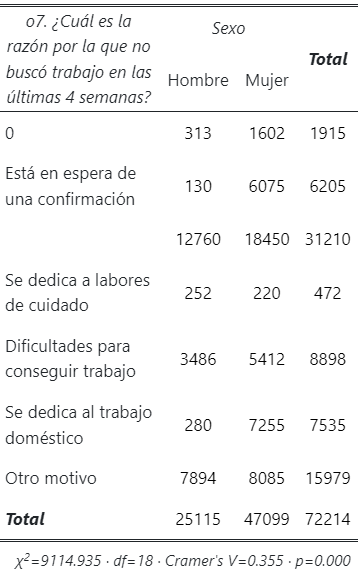 o7. ¿Cuál es la
razón por la que no
buscó trabajo en las
últimas 4 semanas?
Sexo
Total
Hombre Mujer
0 313 1602 1915
Está en espera de
una confirmación
130 6075 6205
12760 18450 31210
Se dedica a labores
de cuidado
252 220 472
Dificultades para
conseguir trabajo
3486 5412 8898
Se dedica al trabajo
doméstico
280 7255 7535
Otro motivo 7894 8085 15979
Total 25115 47099 72214
χ²=9114.935 · df=18 · Cramer's V=0.355 · p=0.000